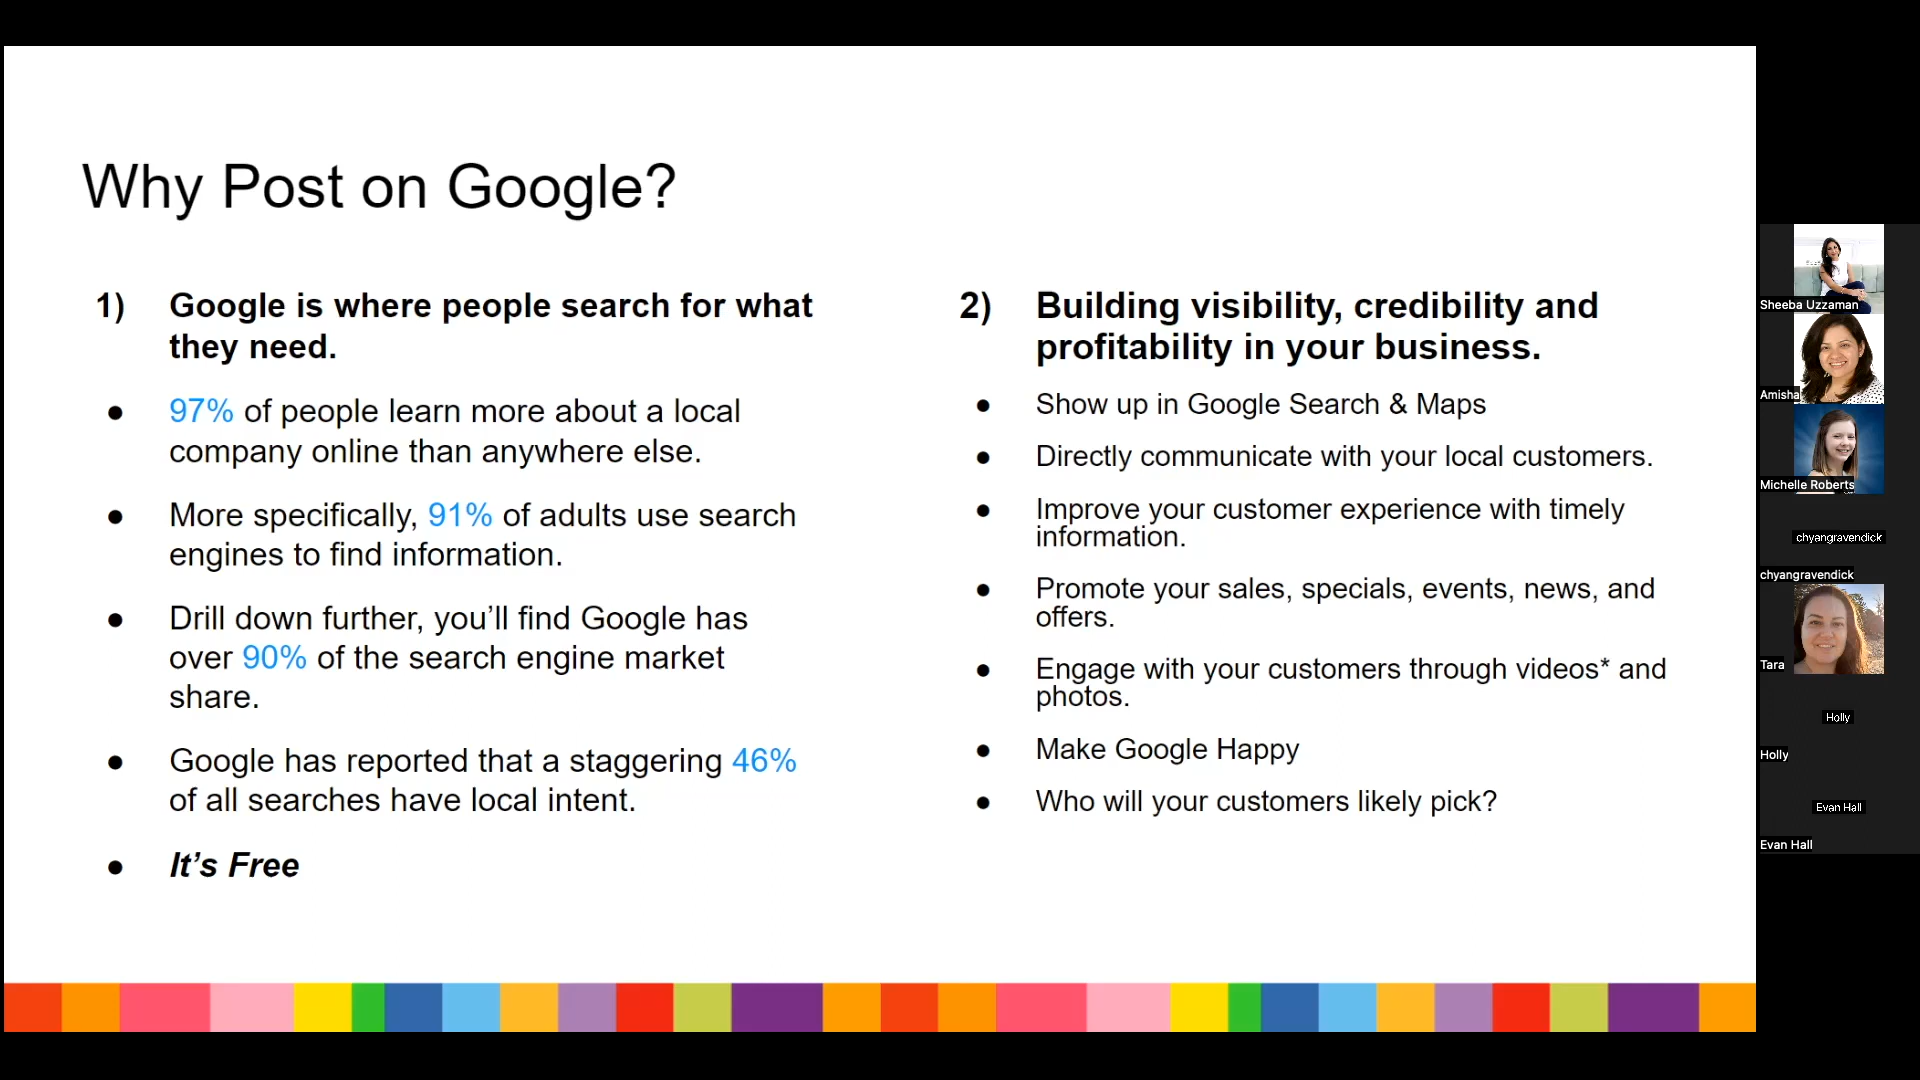 Why Post on Google?
1) Google is where people search for what
they need.
● 97% of people learn more about a local
company online than anywhere else.
● More specifically, 91% of adults use search
engines to find information.
● Drill down further, you’ll find Google has
over 90% of the search engine market
share.
● Google has reported that a staggering 46%
of all searches have local intent.
● It’s Free
2) Building visibility, credibility and
profitability in your business.
● Show up in Google Search & Maps
● Directly communicate with your local customers.
● Improve your customer experience with timely
information.
● Promote your sales, specials, events, news, and
offers.
● Engage with your customers through videos* and
photos.
● Make Google Happy
● Who will your customers likely pick?
Sheeba Uzzaman
Amisha
Michelle Roberts
chyangravendick
chyangravendick
Tara
Holly
Holly
Evan Hall
Evan Hall